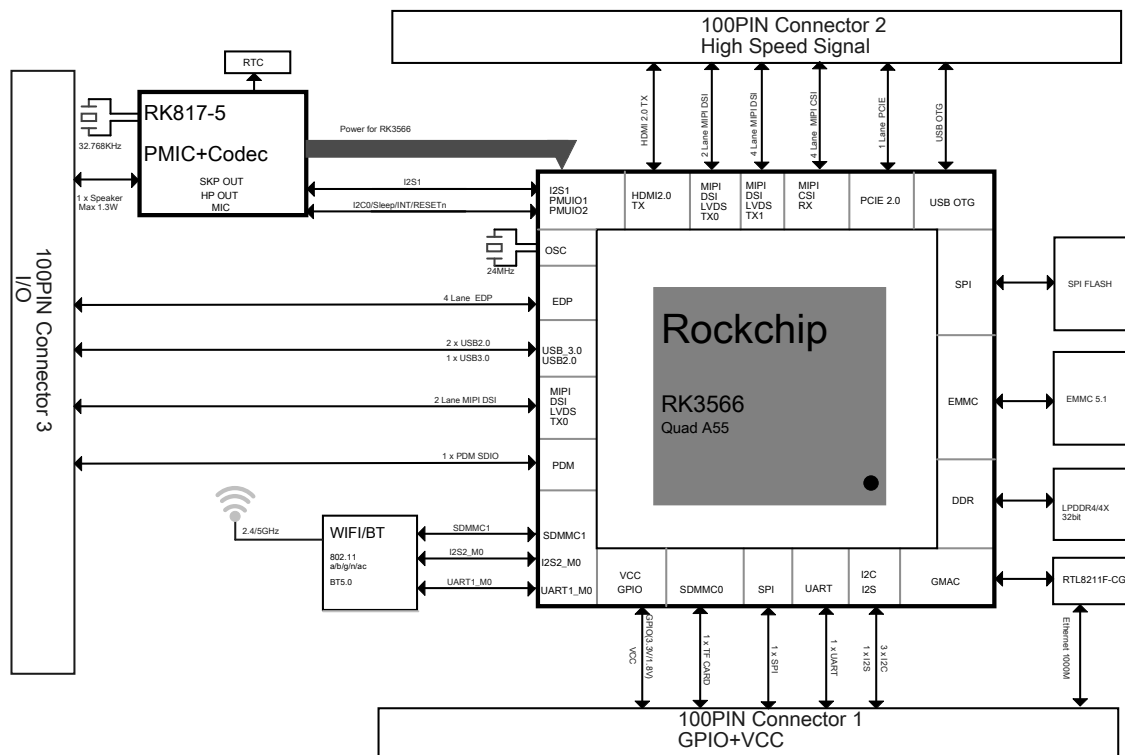 100PIN Connector 2
High Speed Signal
HDMI 2.0 TX
2 Lane MIPI DSI
4 Lane MIPI DSI
4 Lane MIPI CSI
1 Lane PCIE
USB OTG
RTC
RK817-5
PMIC+Codec
SKP OUT
HP OUT
MIC
32.768KHz
1 x Speaker
Max 1.3W
Power for RK3566
I2S1
I2C0/Sleep/INT/RESETn
100PIN Connector 3
I/O
I2S1
PMUIO1
PMUIO2
HDMI2.0
TX
MIPI
DSI
LVDS
TX0
MIPI
DSI
LVDS
TX1
MIPI
CSI
RX
PCIE 2.0
USB OTG
OSC
24MHz
EDP
4 Lane EDP
USB_3.0
USB2.0
2 x USB2.0
1 x USB3.0
MIPI
DSI
LVDS
TX0
2 Lane MIPI DSI
PDM
1 x PDM SDIO
Rockchip
RK3566
Quad A55
SPI
SPI FLASH
EMMC
EMMC 5.1
DDR
LPDDR4/4X
32bit
2.4/5GHz
WIFI/BT
802.11
a/b/g/n/ac
BT5.0
SDMMC1
I2S2_M0
UART1_M0
SDMMC1
I2S2_M0
UART1_M0
VCC
GPIO
SDMMC0
SPI
UART
I2C
I2S
GMAC
RTL8211F-CG
GPIO(3.3V/1.8V)
VCC
1 x TF CARD
1 x SPI
1 x UART
3 x I2C
1 x I2S
Ethernet 1000M
100PIN Connector 1
GPIO+VCC